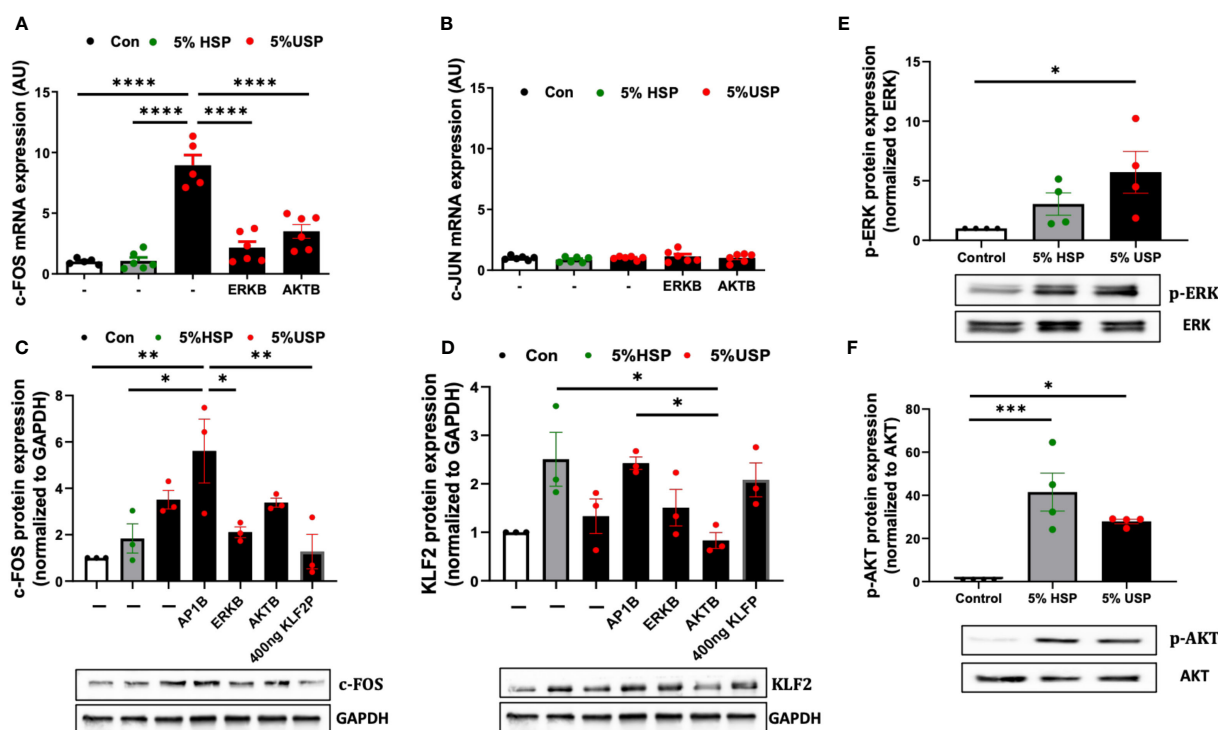 A
Con 5% HSP 5%USP
c-FOS mRNA expression (AU)
15
10
5
0
**** ****
**** ****
- - - ERKB AKTB
B
Con 5% HSP 5%USP
c-JUN mRNA expression (AU)
15
10
5
0
- - - ERKB AKTB
C
Con 5%HSP 5%USP
c-FOS protein expression
(normalized to GAPDH)
8
6
4
2
0
** **
* *
— — — AP1B ERKB AKTB 400ng KLF2P
c-FOS
GAPDH
D
Con 5%HSP 5%USP
KLF2 protein expression
(normalized to GAPDH)
4
3
2
1
0
*
*
— — — AP1B ERKB AKTB 400ng KLFP
KLF2
GAPDH
E
p-ERK protein expression
(normalized to ERK)
15
10
5
0
*
Control 5% HSP 5% USP
p-ERK
ERK
F
p-AKT protein expression
(normalized to AKT)
80
60
40
20
0
*
***
Control 5% HSP 5% USP
p-AKT
AKT